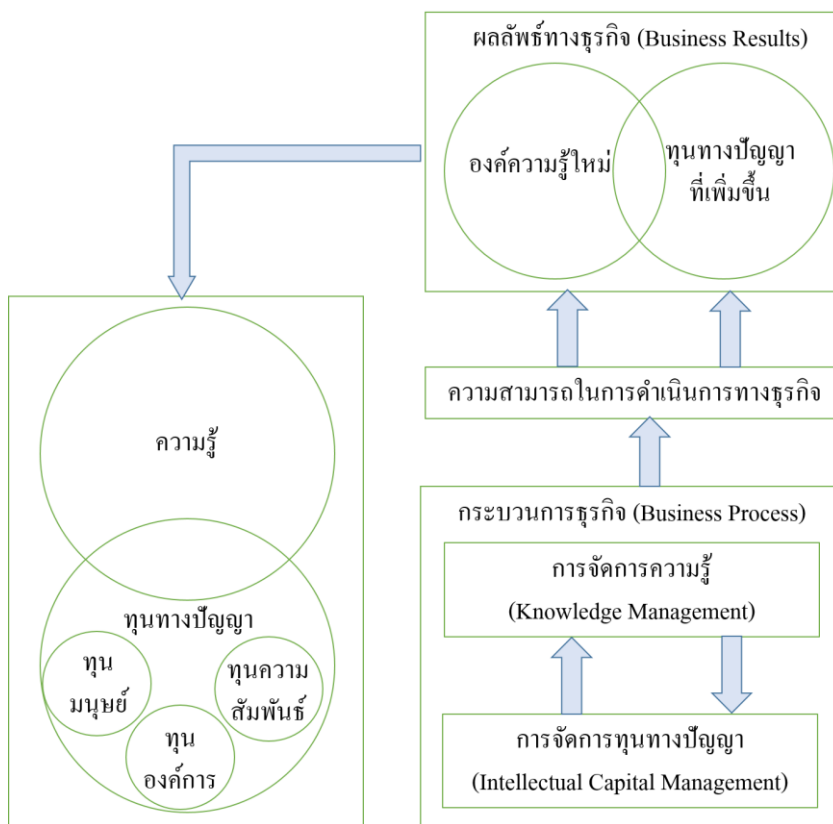 ผลลัพธ์ทางธุรกิจ (Business Results)
องค์ความรู้ใหม่
ทุนทางปัญญา
ที่เพิ่มขึ้น
ความสามารถในการดำเนินการทางธุรกิจ
กระบวนการธุรกิจ (Business Process)
การจัดการความรู้
(Knowledge Management)
การจัดการทุนทางปัญญา
(Intellectual Capital Management)
ความรู้
ทุนทางปัญญา
ทุน
มนุษย์
ทุนความ
สัมพันธ์
ทุน
องค์การ